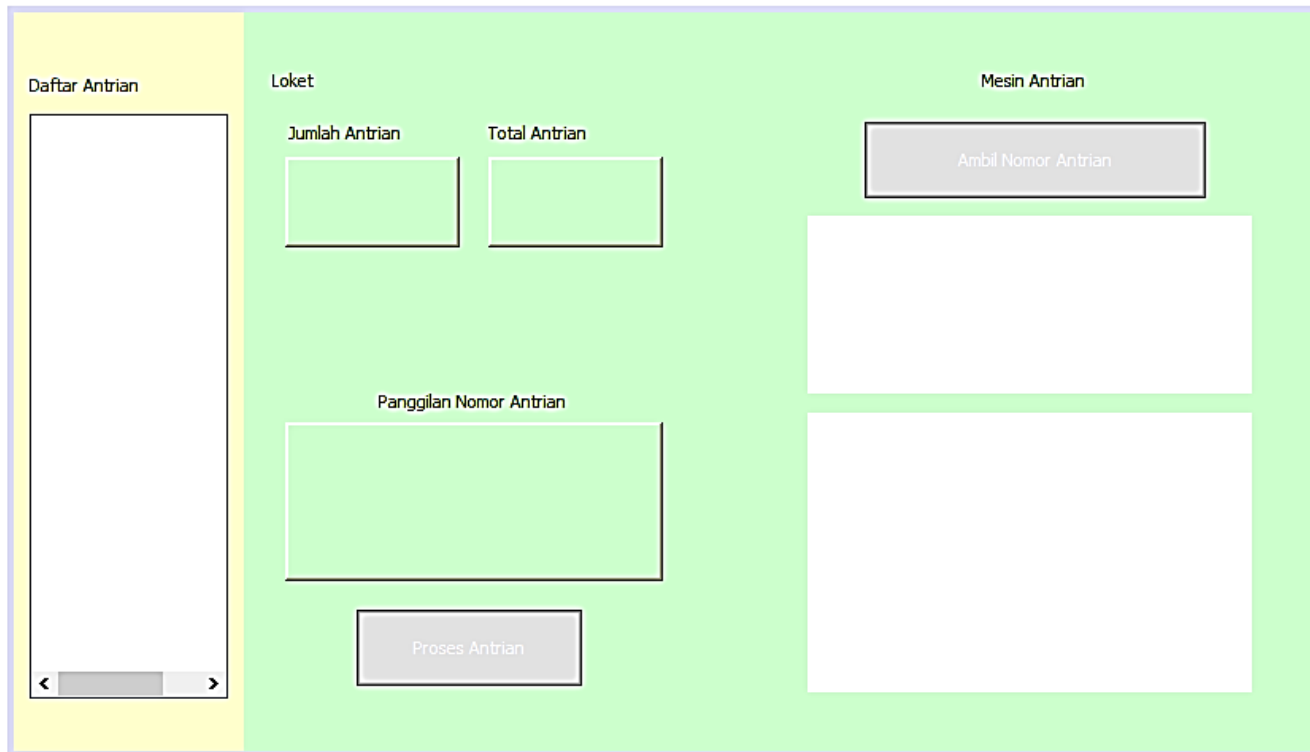 Daftar Antrian
Loket
Jumlah Antrian
Total Antrian
Panggilan Nomor Antrian
Proses Antrian
Mesin Antrian
Ambil Nomor Antrian